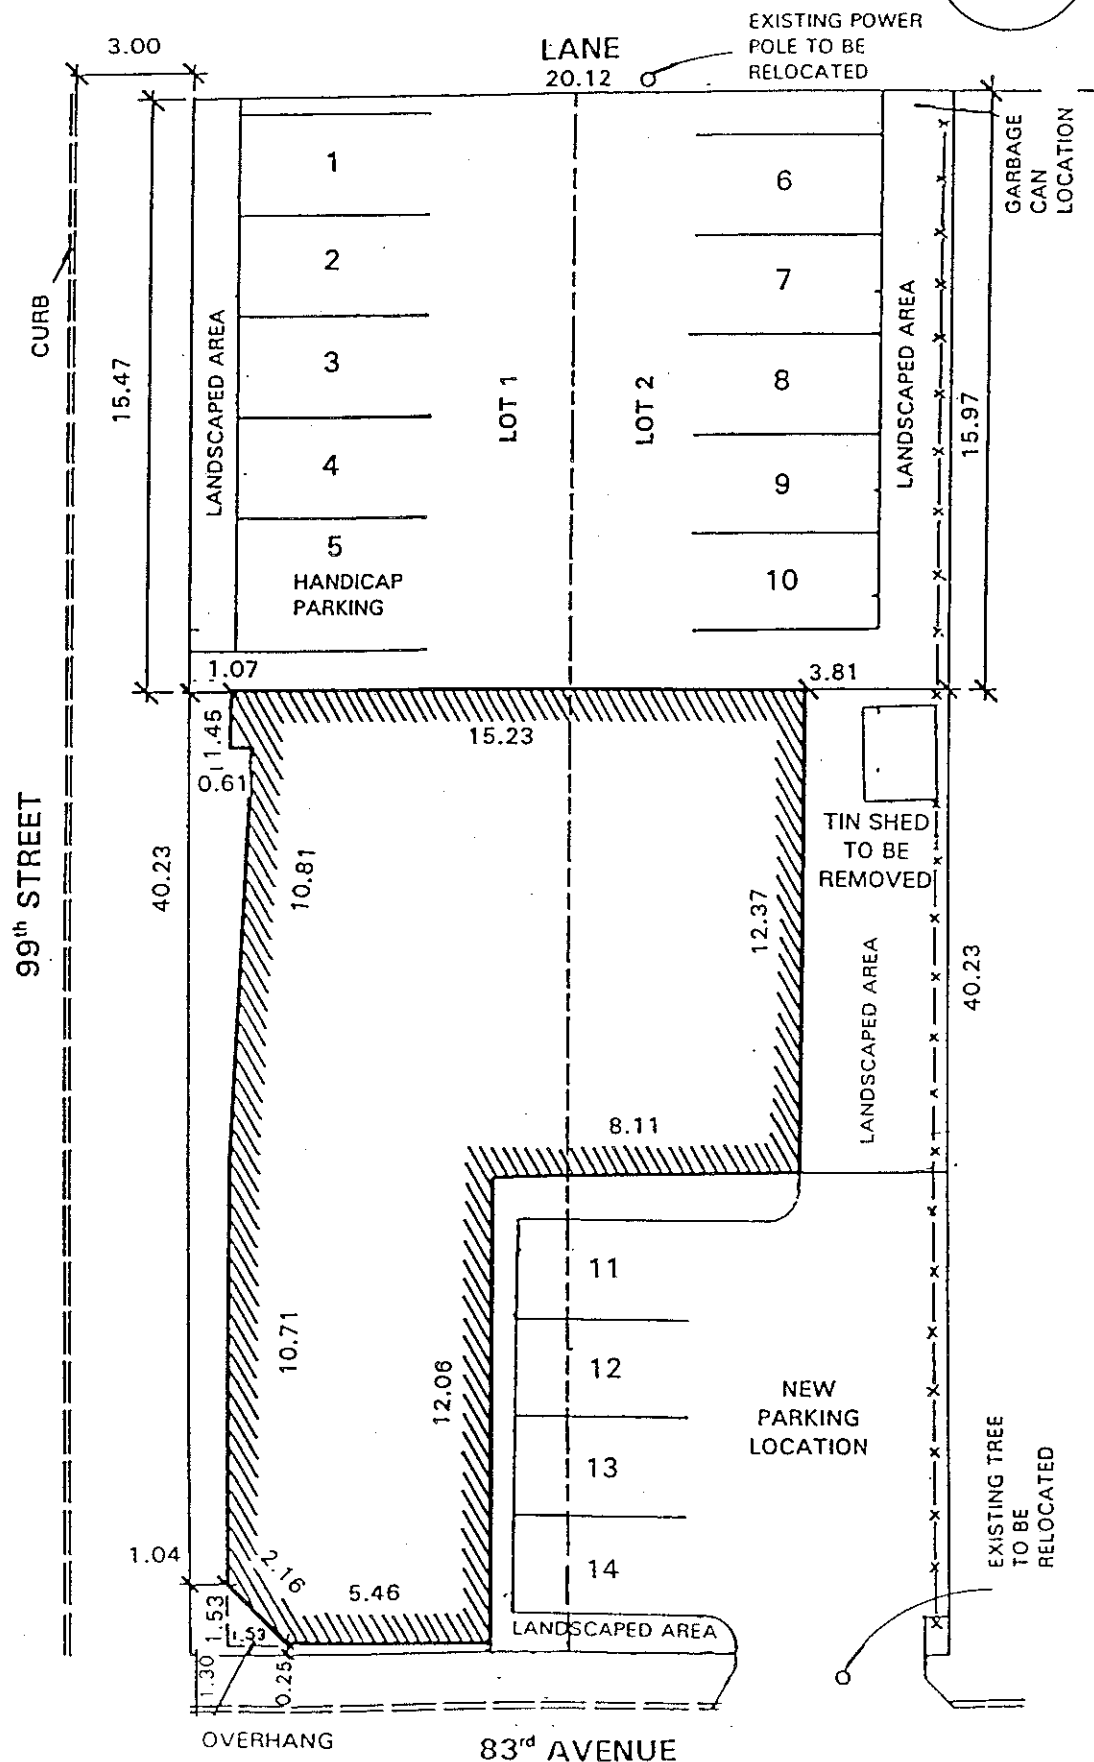 EXISTING POWER
POLE TO BE
RELOCATED
3.00
LANE
20.12
GARBAGE
CAN
LOCATION
CURB
15.47
LANDSCAPED AREA
1
2
3
4
5
HANDICAP
PARKING
LOT 1
LOT 2
6
7
8
9
10
LANDSCAPED AREA
15.97
1.07
3.81
1.45
0.61
15.23
99th STREET
40.23
10.81
12.37
TIN SHED
TO BE
REMOVED
LANDSCAPED AREA
40.23
8.11
10.71
12.06
11
12
13
14
NEW
PARKING
LOCATION
EXISTING TREE
TO BE
RELOCATED
1.04
2.16
5.46
1.53
1.53
LANDSCAPED AREA
1.30
0.25
OVERHANG
83rd AVENUE